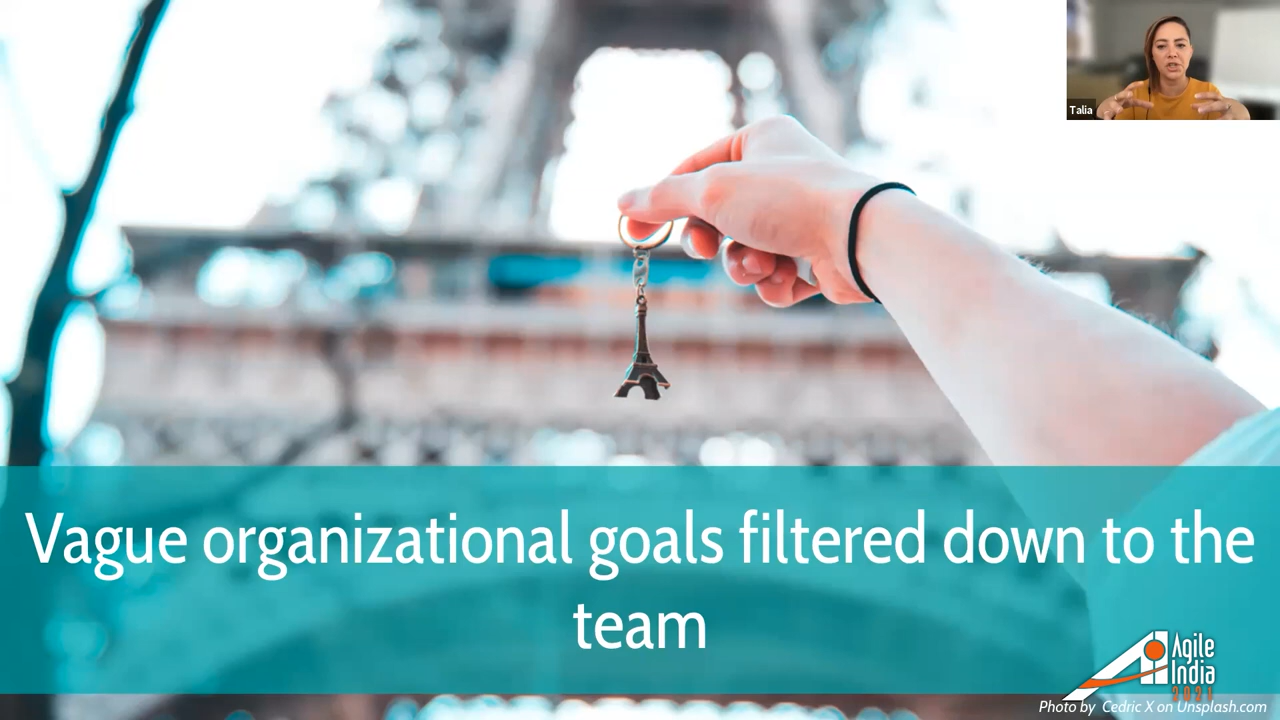 Talia
Vague organizational goals filtered down to the
team
Agile
India
2021
Photo by Cedric X on Unsplash.com